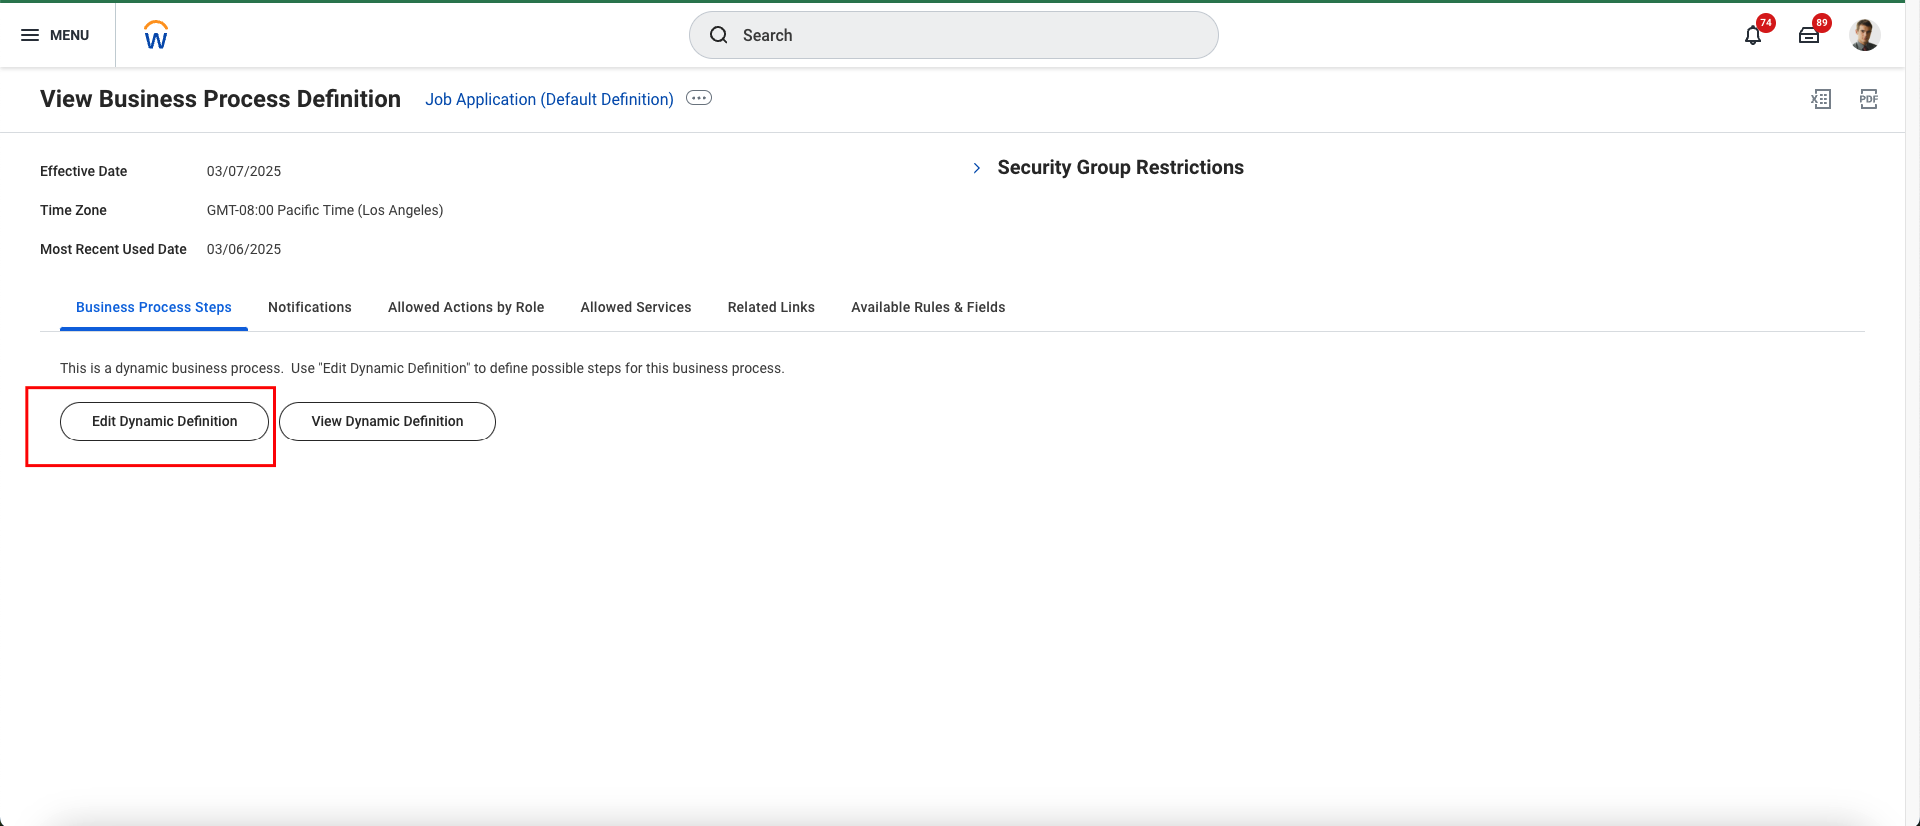 MENU
W
Search
74
89
View Business Process Definition
Job Application (Default Definition)
X
PDF
Effective Date
03/07/2025
Security Group Restrictions
Time Zone
GMT-08:00 Pacific Time (Los Angeles)
Most Recent Used Date
03/06/2025
Business Process Steps
Notifications
Allowed Actions by Role
Allowed Services
Related Links
Available Rules & Fields
This is a dynamic business process.  Use "Edit Dynamic Definition" to define possible steps for this business process.
Edit Dynamic Definition
View Dynamic Definition